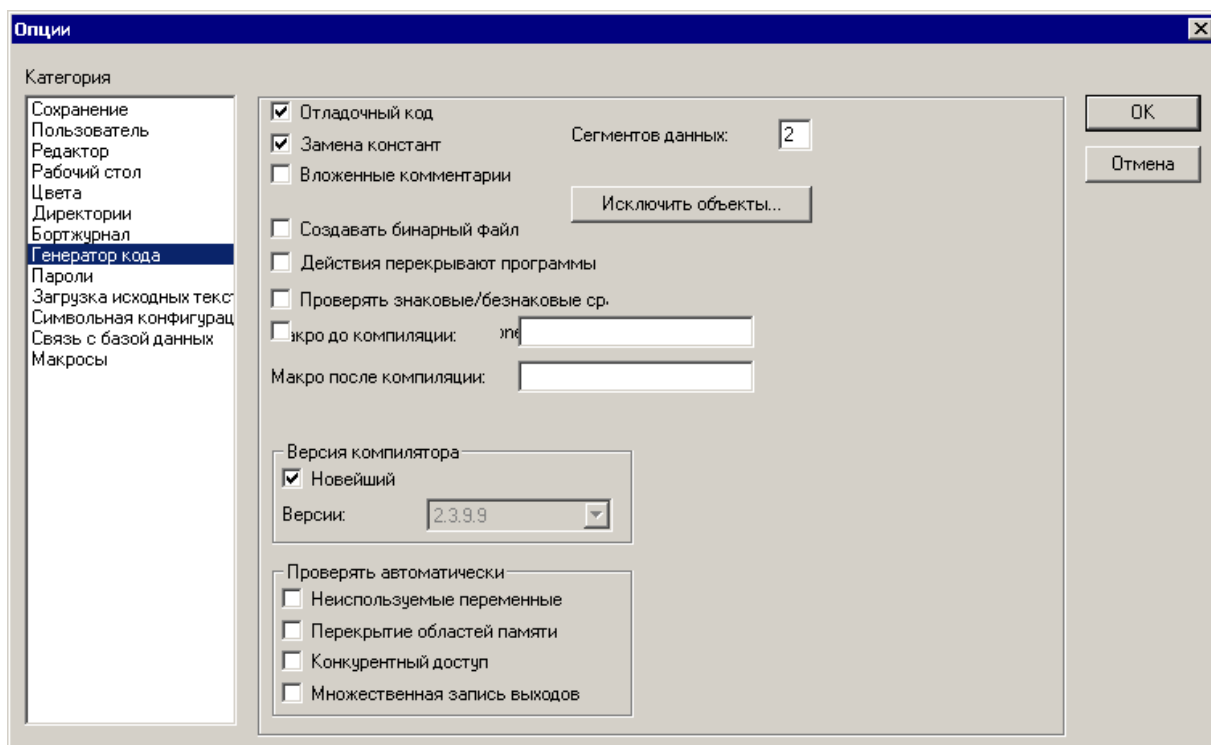 Опции
Категория
Сохранение
Пользователь
Редактор
Рабочий стол
Цвета
Директории
Бортжурнал
Генератор кода
Пароли
Загрузка исходных текст
Символьная конфигурац
Связь с базой данных
Макросы
Отладочный код
Замена констант
Вложенные комментарии
Сегментов данных: 2
Исключить объекты...
Создавать бинарный файл
Действия перекрывают программы
Проверять знаковые/безнаковые ср.
акро до компиляции:
Макро после компиляции:
Версия компилятора
Новейший
Версии: 2.3.9.9
Проверять автоматически
Неиспользуемые переменные
Перекрытие областей памяти
Конкурентный доступ
Множественная запись выходов
OK
Отмена